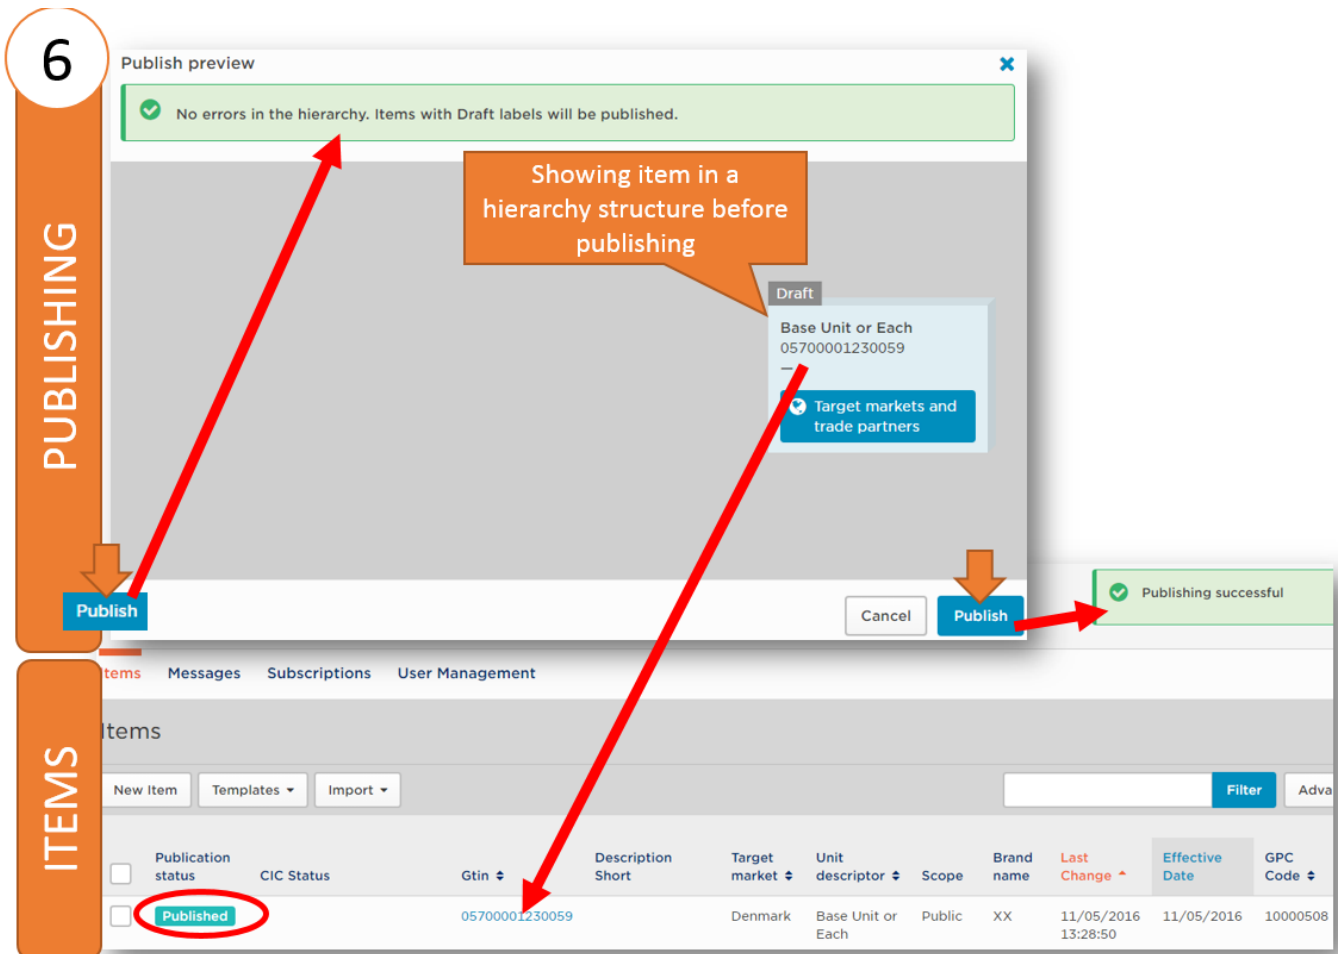 6
PUBLISHING
Publish preview
No errors in the hierarchy. Items with Draft labels will be published.
Showing item in a
hierarchy structure before
publishing
Draft
Base Unit or Each
05700001230059
—
Target markets and
trade partners
Publish
Cancel
Publish
Publishing successful
ITEMS
tems
Messages
Subscriptions
User Management
Items
New Item
Templates
Import
Filter
Adva
Publication
status
CIC Status
Gtin
Description
Short
Target
market
Unit
descriptor
Scope
Brand
name
Last
Change
Effective
Date
GPC
Code
Published
05700001230059
Denmark
Base Unit or
Each
Public
XX
11/05/2016
13:28:50
11/05/2016
10000508